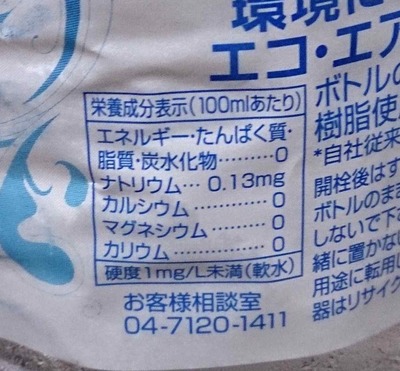 環境に
エコ・エア
栄養成分表示(100mlあたり)
エネルギー・たんぱく質・
脂質・炭水化物………0
ナトリウム…0.13mg
カルシウム………0
マグネシウム……0
カリウム…………0
硬度1mg/L未満(軟水)
お客様相談室
04-7120-1411
ボトルの
樹脂使
*自社従来
開栓後はす
ボトルのまま
しないで下
緒に置かない
用途に転用
器はリサイク